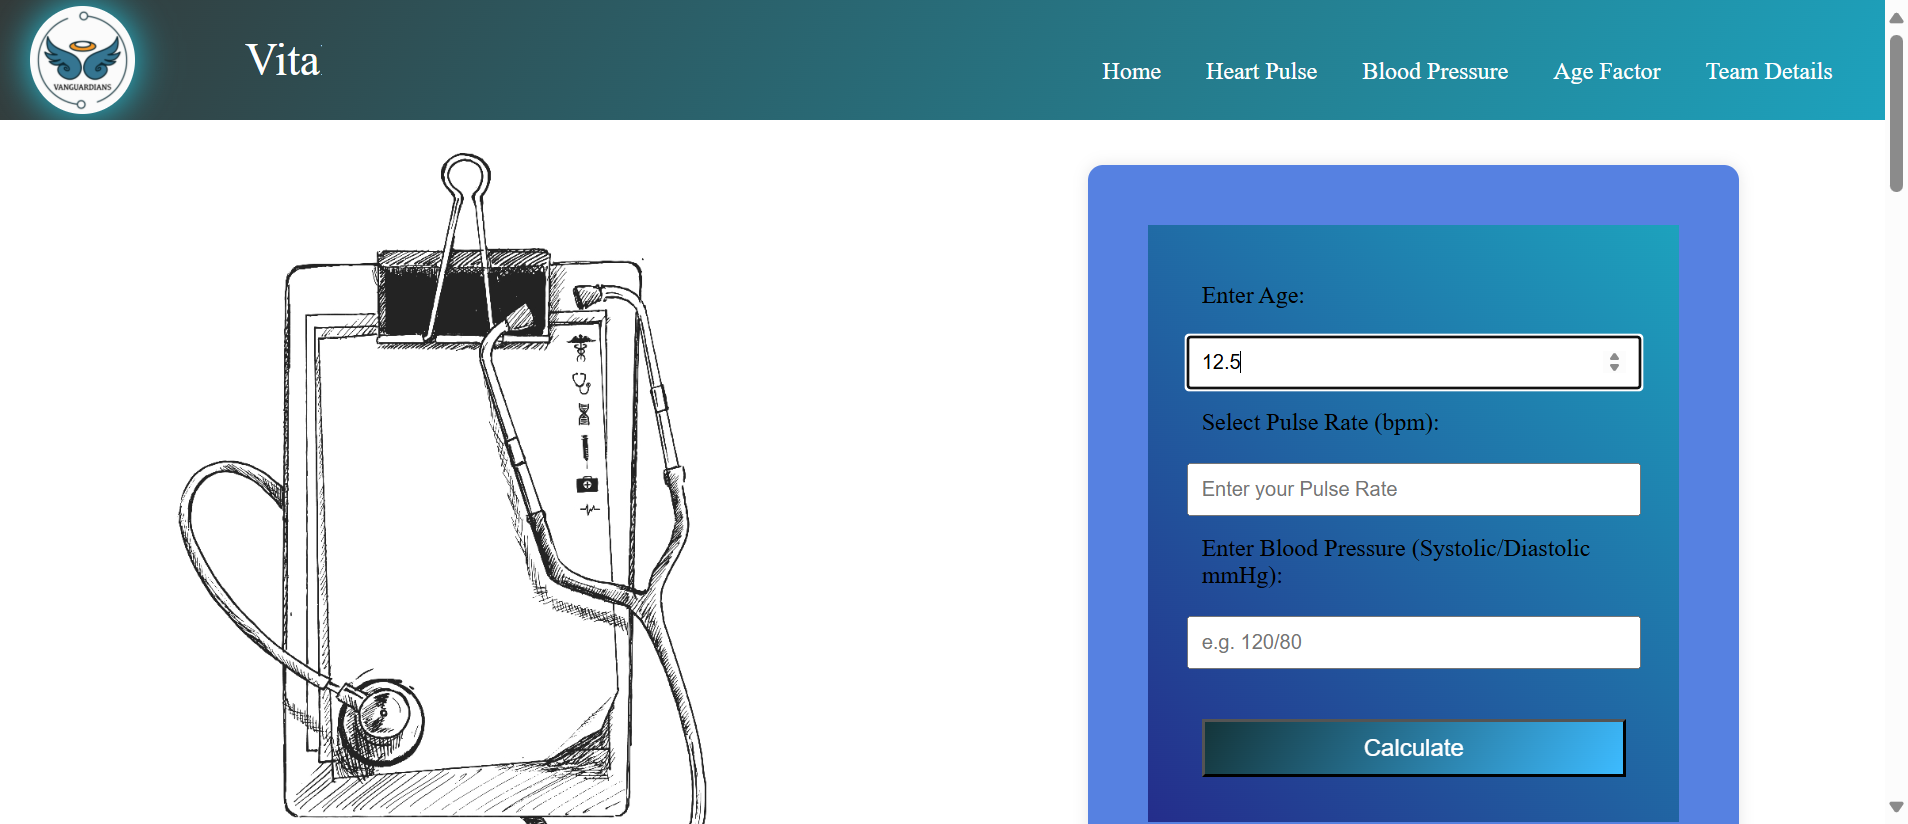 VANGUARDIANS
Vita
Home
Heart Pulse
Blood Pressure
Age Factor
Team Details
Enter Age:
12.5
Select Pulse Rate (bpm):
Enter your Pulse Rate
Enter Blood Pressure (Systolic/Diastolic
mmHg):
e.g. 120/80
Calculate